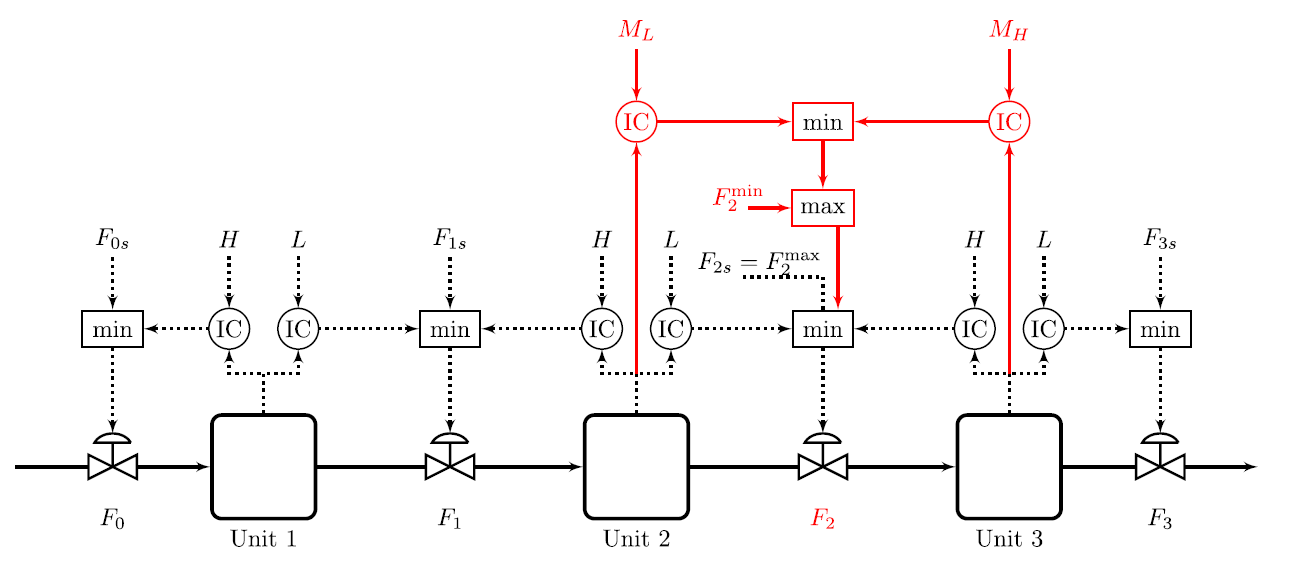 M_L M_H
IC min IC
F_2^min max
F_0s H L F_1s H L F_2s = F_2^max H L F_3s
min IC IC min IC IC min IC IC min
F_0 F_1 F_2 F_3
Unit 1 Unit 2 Unit 3